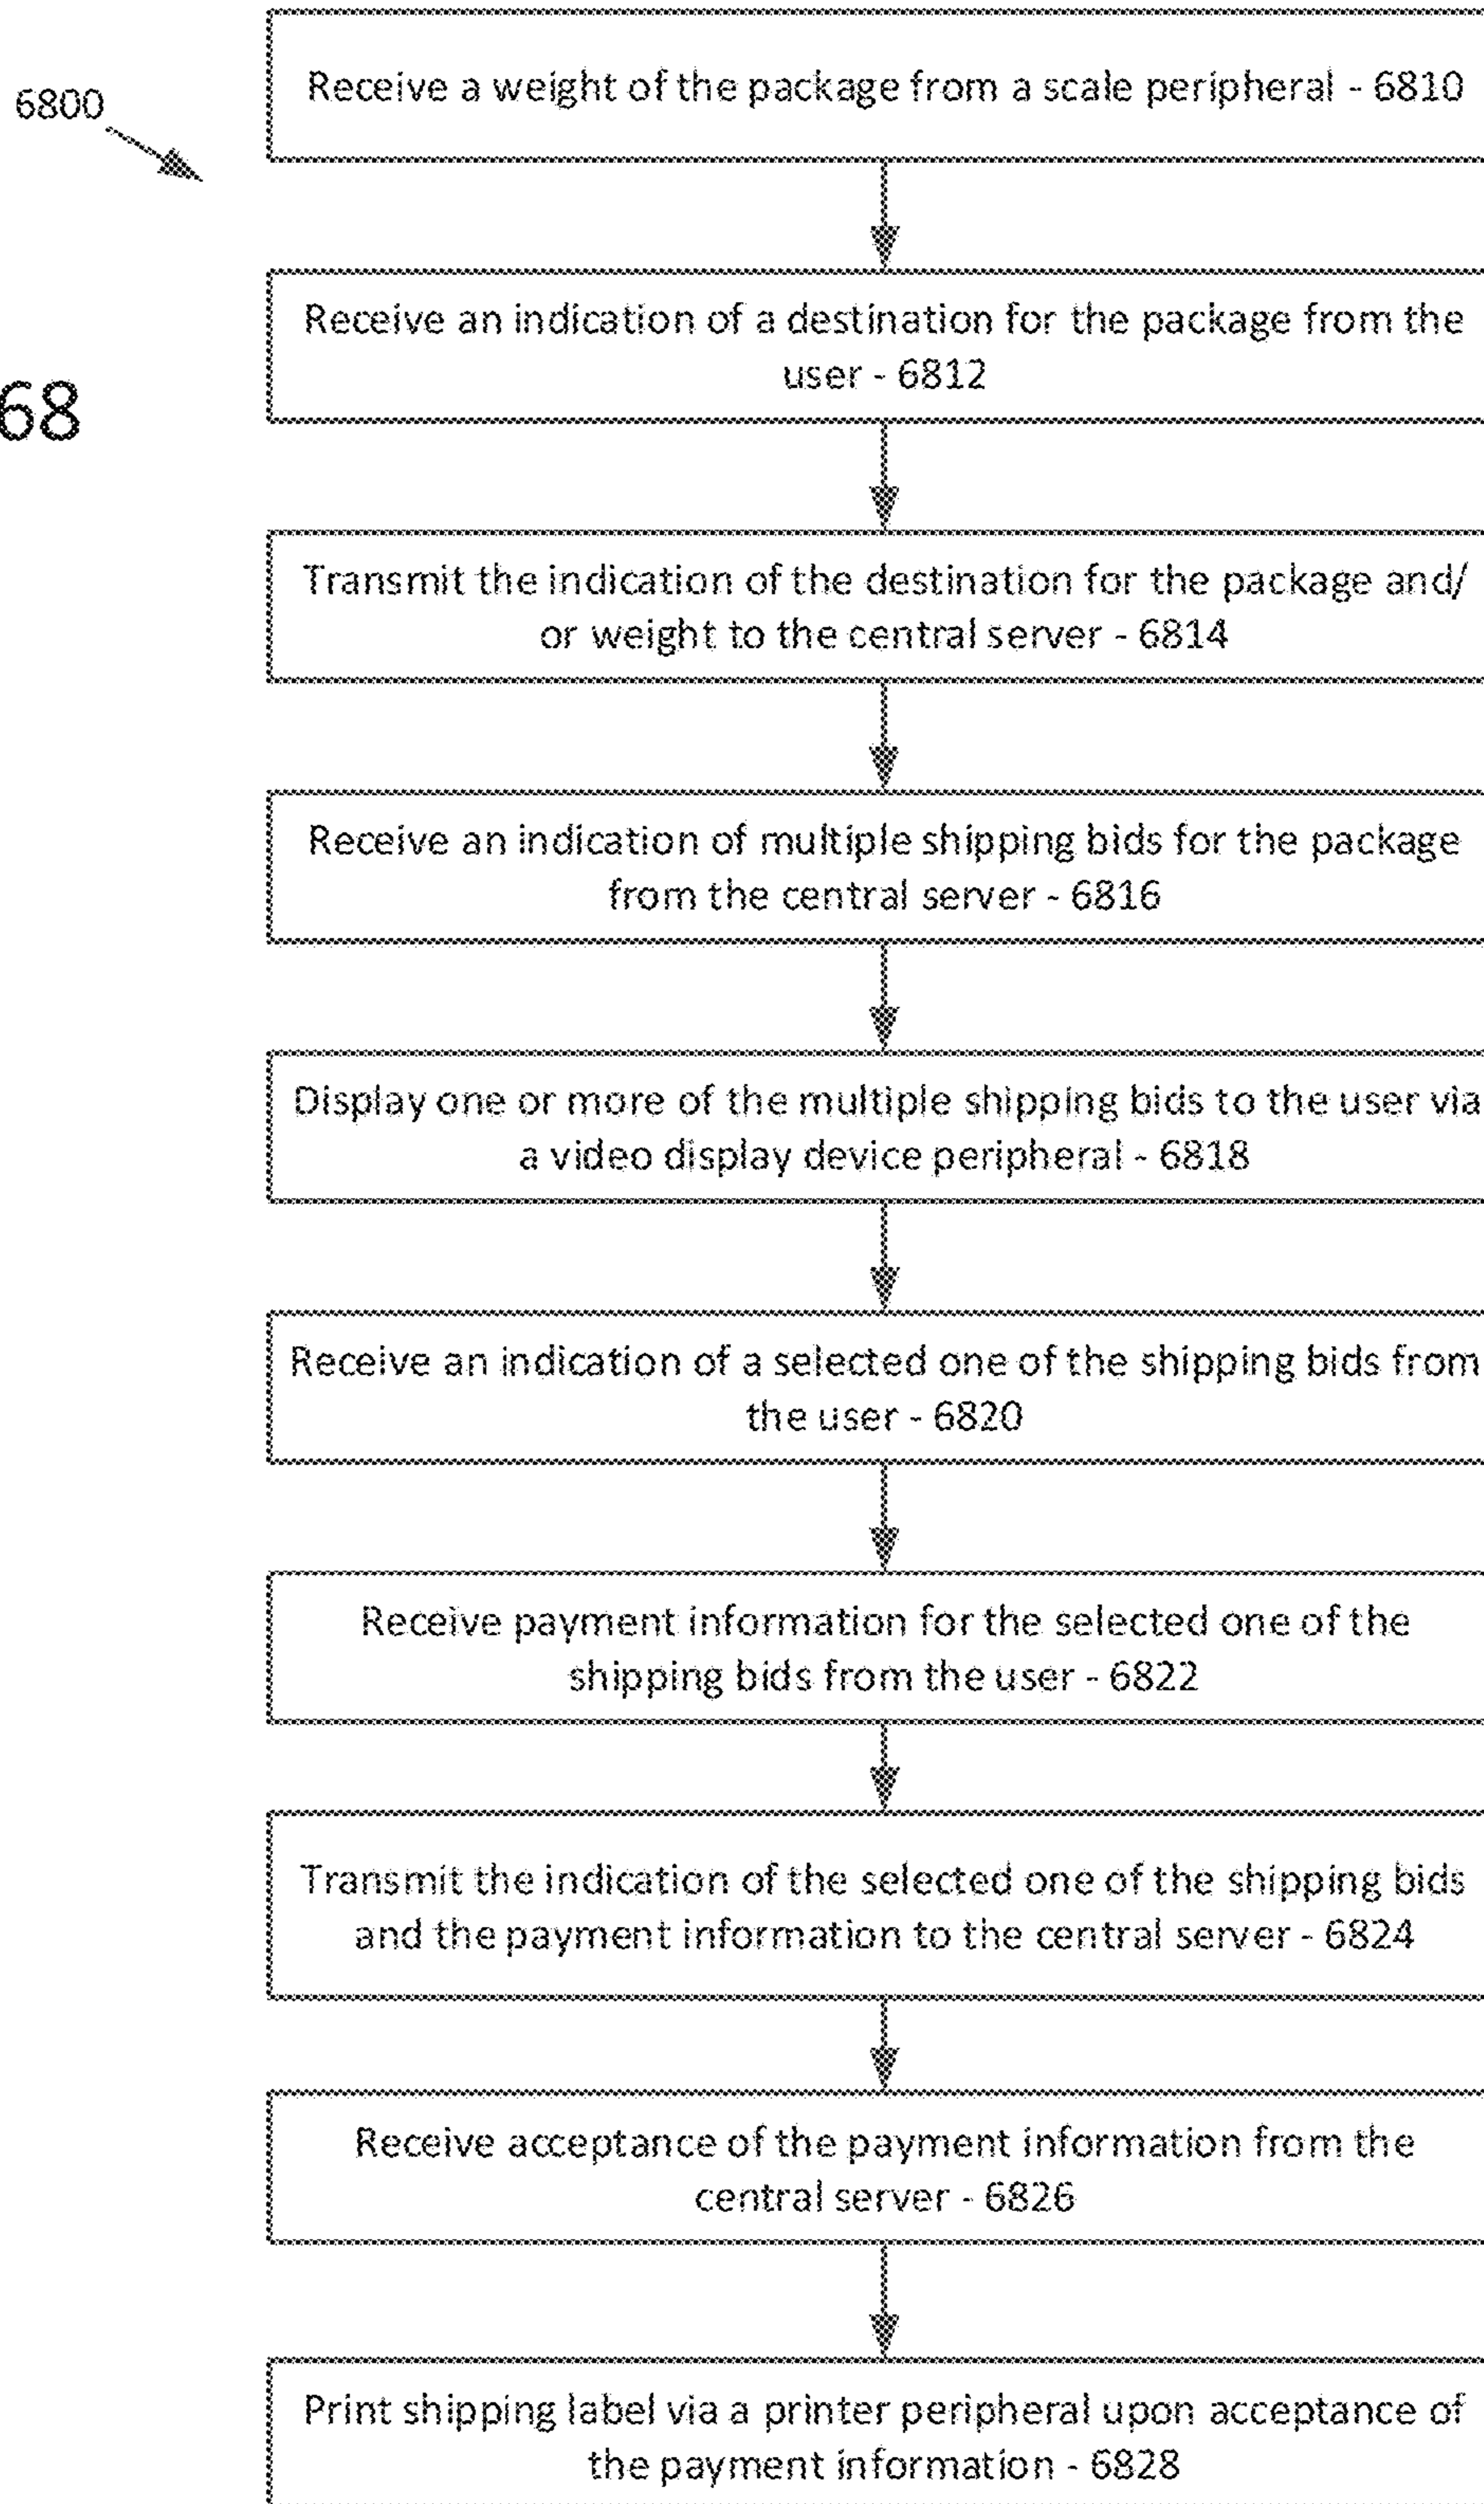 6800
68
Receive a weight of the package from a scale peripheral - 6810
Receive an indication of a destination for the package from the
user - 6812
Transmit the indication of the destination for the package and/
or weight to the central server - 6814
Receive an indication of multiple shipping bids for the package
from the central server - 6816
Display one or more of the multiple shipping bids to the user via
a video display device peripheral - 6818
Receive an indication of a selected one of the shipping bids from
the user - 6820
Receive payment information for the selected one of the
shipping bids from the user - 6822
Transmit the indication of the selected one of the shipping bids
and the payment information to the central server - 6824
Receive acceptance of the payment information from the
central server - 6826
Print shipping label via a printer peripheral upon acceptance of
the payment information - 6828